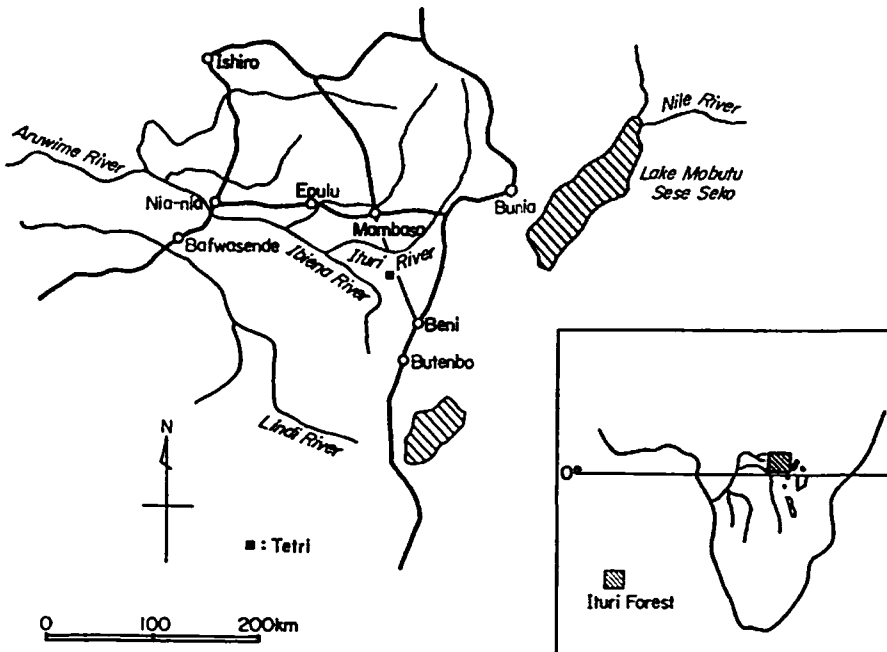 Ishiro
Nile River
Aruwime River
Lake Mobutu
Sese Seko
Nia-nia
Epulu
Mambasa
Bunia
Bafwasende
Ibiena River
Ituri River
Beni
Butenbo
Lindi River
N
■ : Tetri
0 100 200km
0°
Ituri Forest